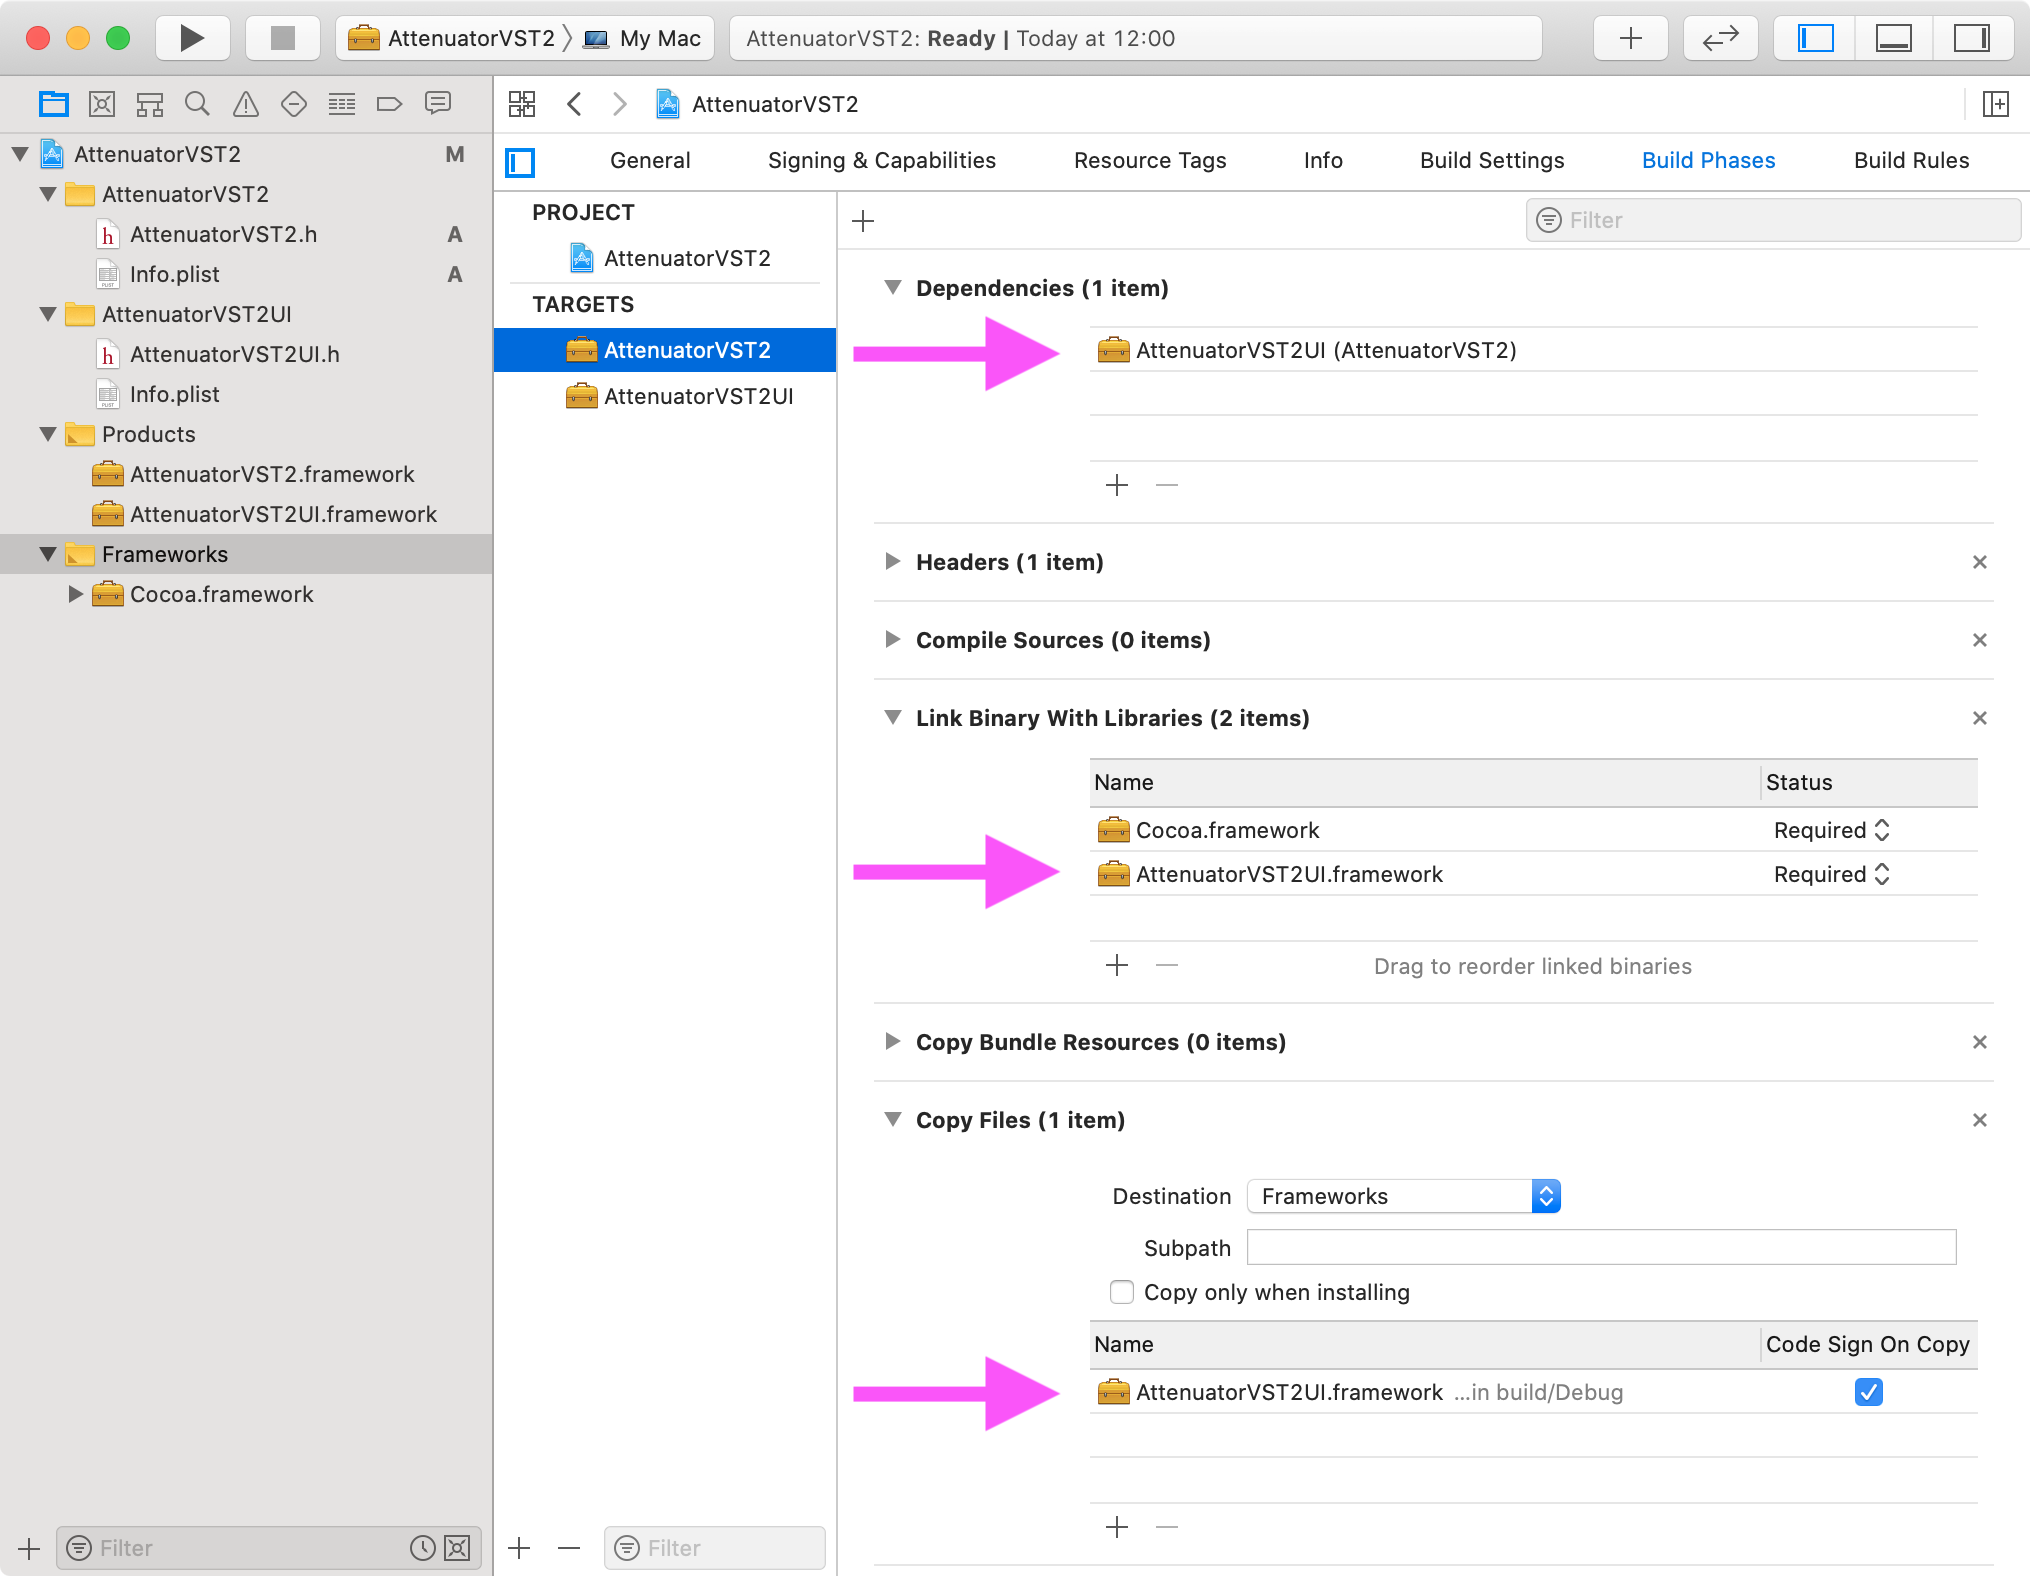 AttenuatorVST2 My Mac
AttenuatorVST2: Ready | Today at 12:00
AttenuatorVST2 M
AttenuatorVST2
AttenuatorVST2.h A
Info.plist A
AttenuatorVST2UI
AttenuatorVST2UI.h
Info.plist
Products
AttenuatorVST2.framework
AttenuatorVST2UI.framework
Frameworks
Cocoa.framework
Filter
AttenuatorVST2
General Signing & Capabilities Resource Tags Info Build Settings Build Phases Build Rules
PROJECT
AttenuatorVST2
TARGETS
AttenuatorVST2
AttenuatorVST2UI
Filter
Filter
Dependencies (1 item)
AttenuatorVST2UI (AttenuatorVST2)
Headers (1 item)
Compile Sources (0 items)
Link Binary With Libraries (2 items)
Name Status
Cocoa.framework Required
AttenuatorVST2UI.framework Required
Drag to reorder linked binaries
Copy Bundle Resources (0 items)
Copy Files (1 item)
Destination Frameworks
Subpath
Copy only when installing
Name Code Sign On Copy
AttenuatorVST2UI.framework ...in build/Debug